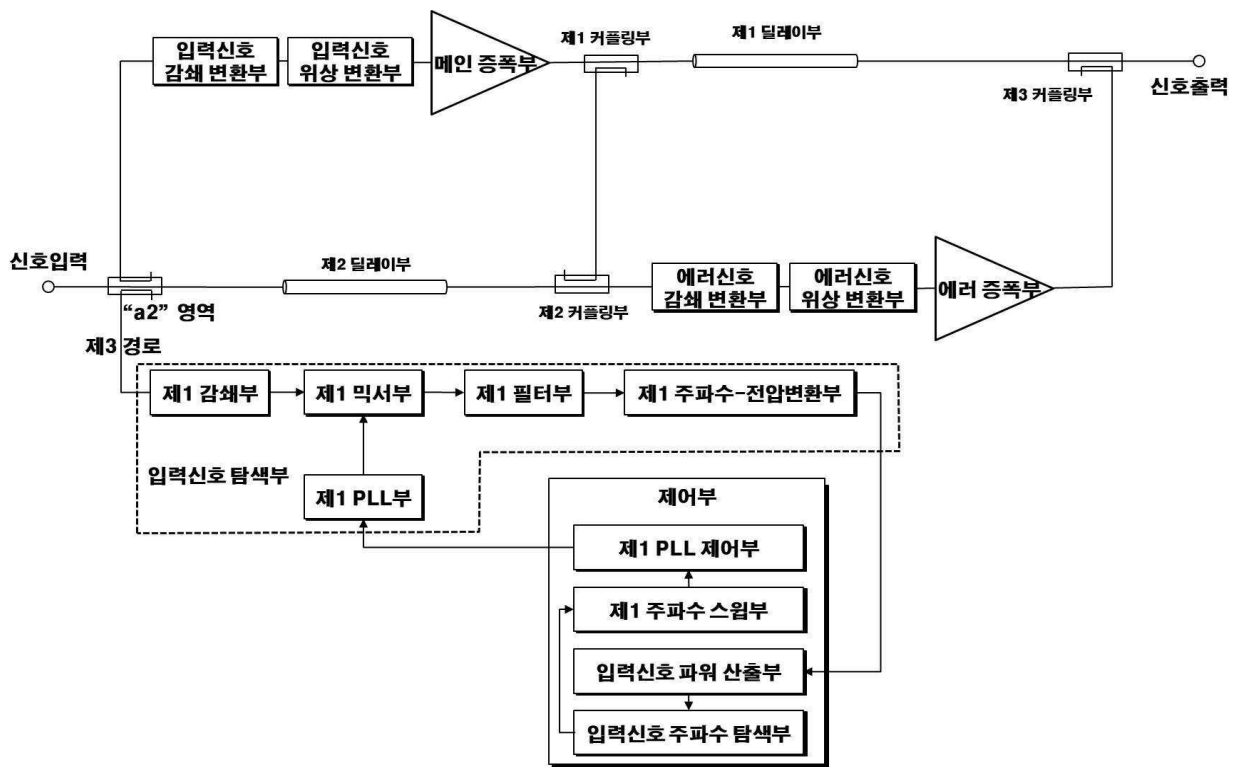 입력신호
감쇄 변환부
입력신호
위상 변환부
메인 증폭부
제1 커플링부
제1 딜레이부
제3 커플링부
신호출력
신호입력
“a2” 영역
제2 딜레이부
제2 커플링부
에러신호
감쇄 변환부
에러신호
위상 변환부
에러 증폭부
제3 경로
제1 감쇄부
제1 믹서부
제1 필터부
제1 주파수-전압변환부
입력신호 탐색부
제1 PLL부
제어부
제1 PLL 제어부
제1 주파수 스윕부
입력신호 파워 산출부
입력신호 주파수 탐색부